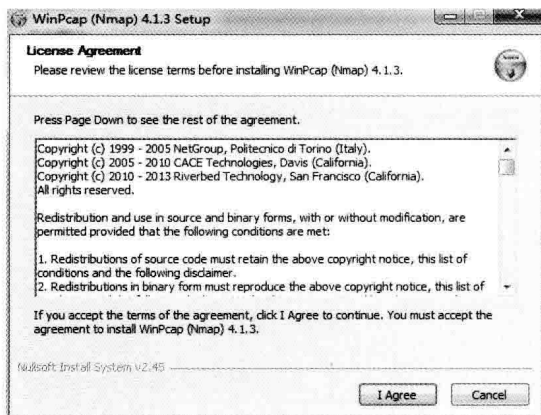 WinPcap (Nmap) 4.1.3 Setup
License Agreement
Please review the license terms before installing WinPcap (Nmap) 4.1.3.
Press Page Down to see the rest of the agreement.
Copyright (c) 1999 - 2005 NetGroup, Politecnico di Torino (Italy).
Copyright (c) 2005 - 2010 CACE Technologies, Davis (California).
Copyright (c) 2010 - 2013 Riverbed Technology, San Francisco (California).
All rights reserved.
Redistribution and use in source and binary forms, with or without modification, are
permitted provided that the following conditions are met:
1. Redistributions of source code must retain the above copyright notice, this list of
conditions and the following disclaimer.
2. Redistributions in binary form must reproduce the above copyright notice, this list of
If you accept the terms of the agreement, click I Agree to continue. You must accept the
agreement to install WinPcap (Nmap) 4.1.3.
Nullsoft Install System v2.45
I Agree
Cancel